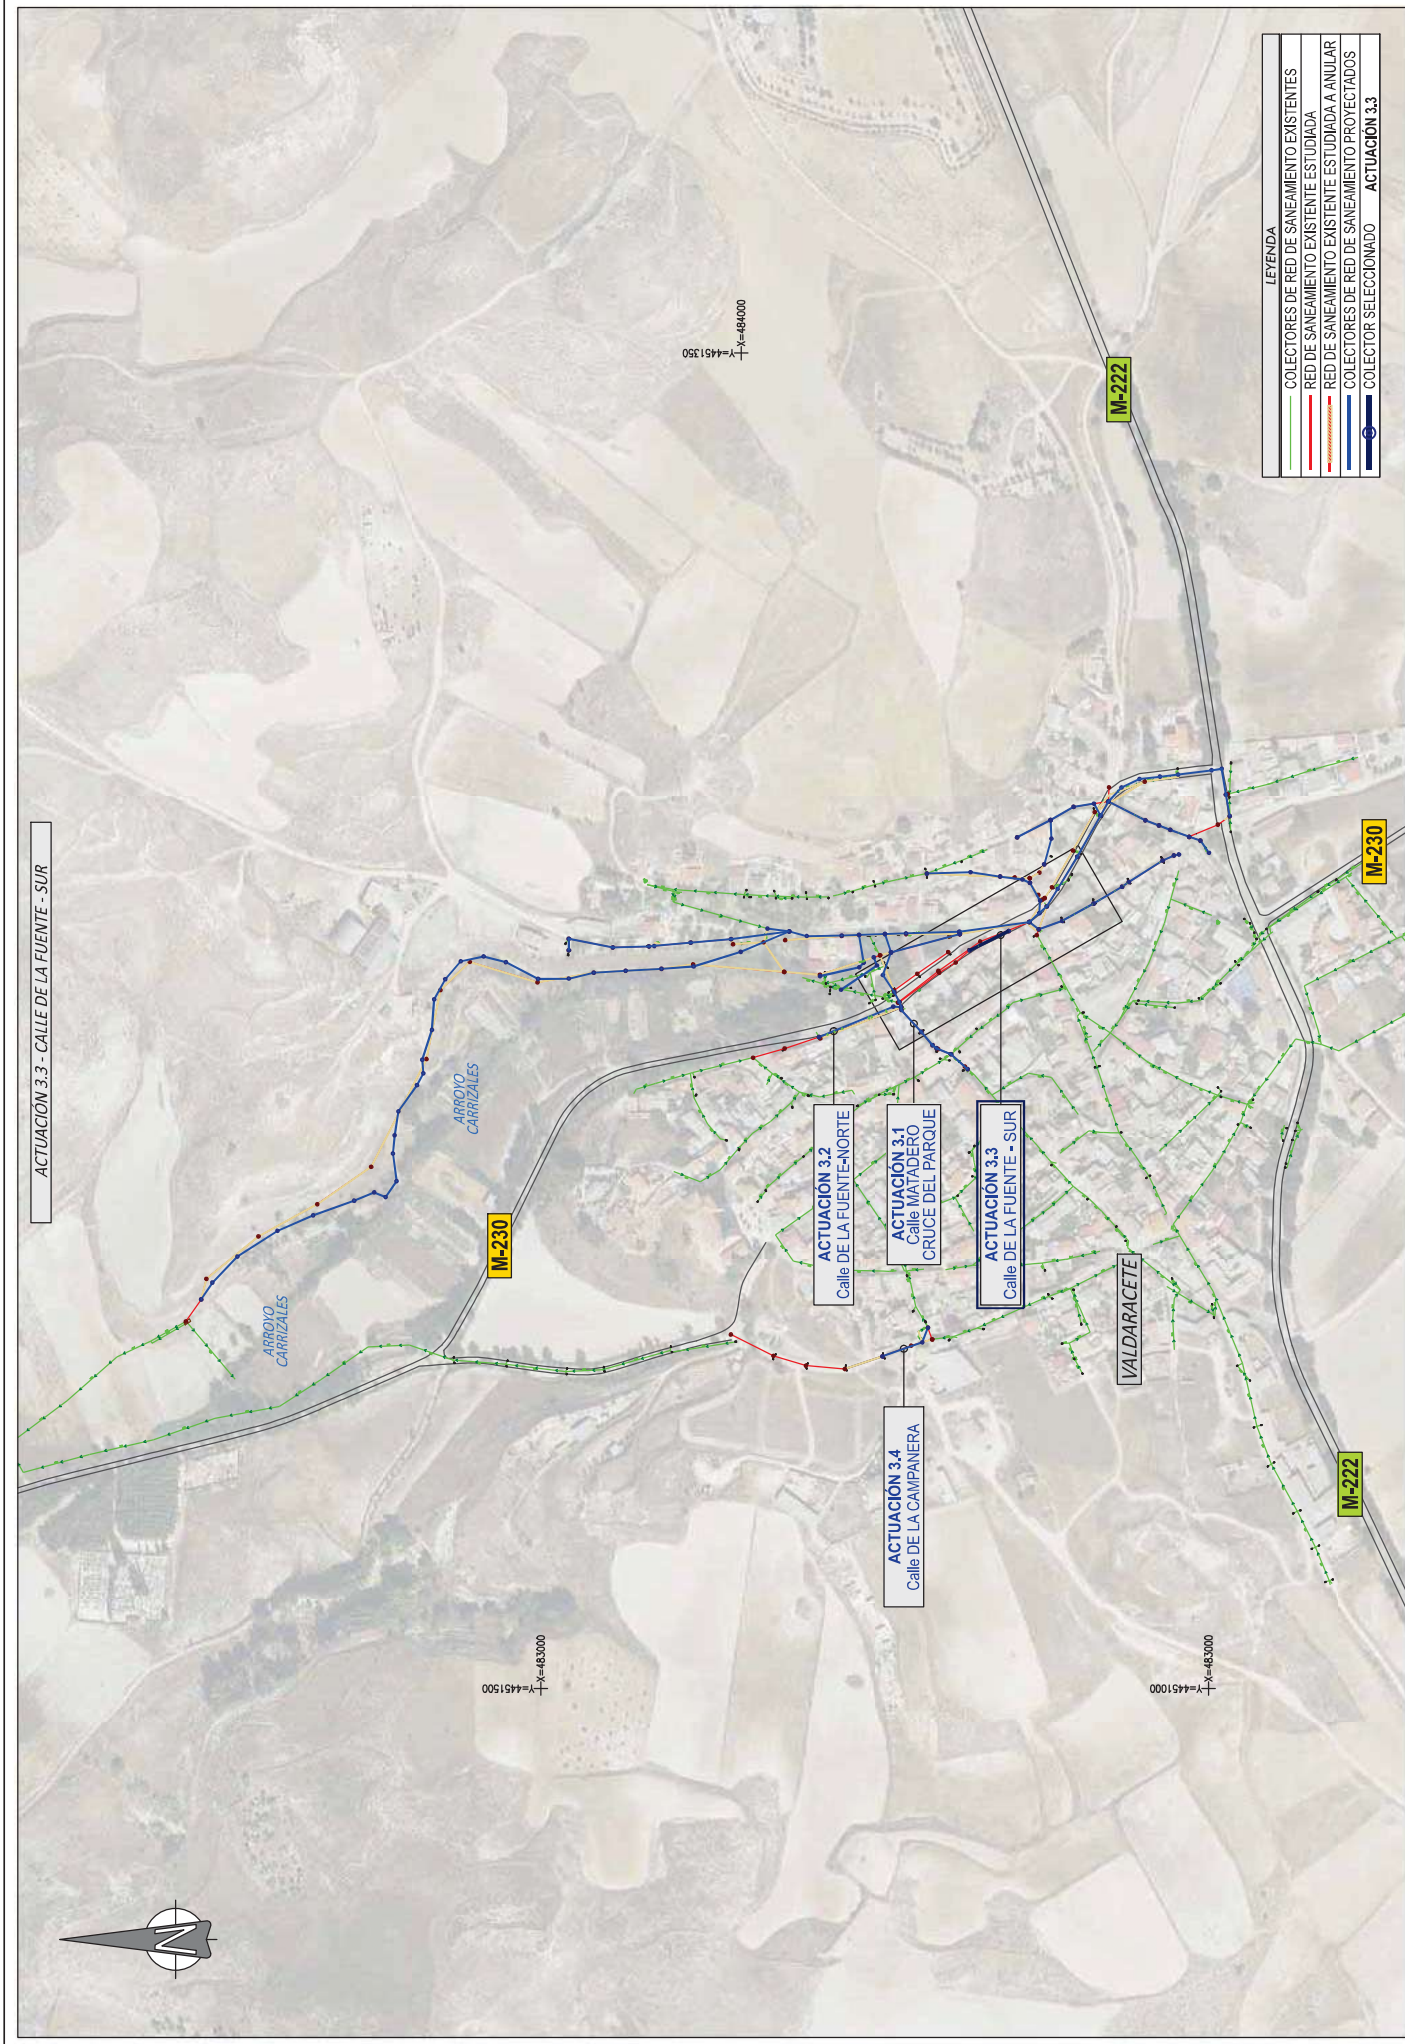 ACTUACIÓN 3.3 - CALLE DE LA FUENTE - SUR
ARROYO
CARRIZALES
ARROYO
CARRIZALES
M-230
Y=4451500
X=483000
Y=4451350
X=484000
ACTUACIÓN 3.2
Calle DE LA FUENTE-NORTE
ACTUACIÓN 3.1
Calle MATADERO
CRUCE DEL PARQUE
ACTUACIÓN 3.3
Calle DE LA FUENTE - SUR
ACTUACIÓN 3.4
Calle DE LA CAMPANERA
VALDARACETE
M-222
M-222
M-230
Y=4451000
X=483000
LEYENDA
COLECTORES DE RED DE SANEAMIENTO EXISTENTES
RED DE SANEAMIENTO EXISTENTE ESTUDIADA
RED DE SANEAMIENTO EXISTENTE ESTUDIADA A ANULAR
COLECTORES DE RED DE SANEAMIENTO PROYECTADOS
COLECTOR SELECCIONADO ACTUACIÓN 3.3
N